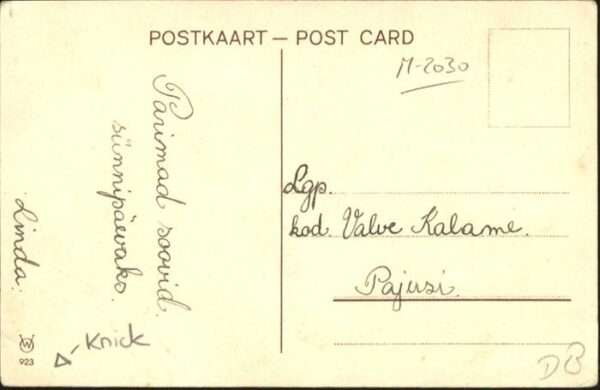 POSTKAART — POST CARD
M-2030
Parimad soovid
sünnipäevaks.
Linda.
Lgp.
kod. Valve Kalame.
Pajusi.
W
923
Knick
DB